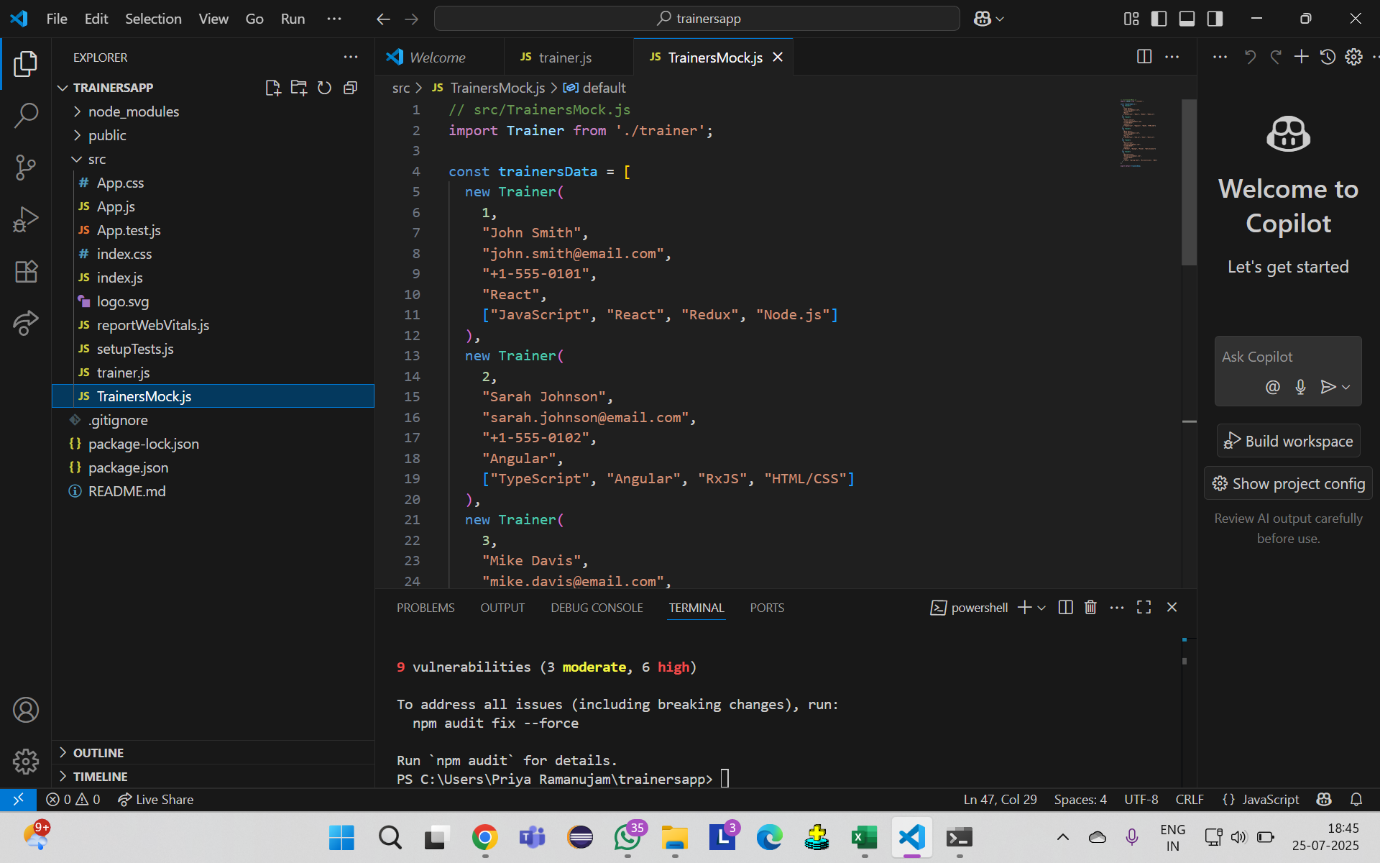 File Edit Selection View Go Run ···
trainersapp
EXPLORER
TRAINERSAPP
node_modules
public
src
# App.css
JS App.js
JS App.test.js
# index.css
JS index.js
logo.svg
JS reportWebVitals.js
JS setupTests.js
JS trainer.js
JS TrainersMock.js
.gitignore
{} package-lock.json
{} package.json
README.md
OUTLINE
TIMELINE
Welcome
JS trainer.js
JS TrainersMock.js
src > JS TrainersMock.js > default
1 // src/TrainersMock.js
2 import Trainer from './trainer';
3
4 const trainersData = [
5 new Trainer(
6 1,
7 "John Smith",
8 "john.smith@email.com",
9 "+1-555-0101",
10 "React",
11 ["JavaScript", "React", "Redux", "Node.js"]
12 ),
13 new Trainer(
14 2,
15 "Sarah Johnson",
16 "sarah.johnson@email.com",
17 "+1-555-0102",
18 "Angular",
19 ["TypeScript", "Angular", "RxJS", "HTML/CSS"]
20 ),
21 new Trainer(
22 3,
23 "Mike Davis",
24 "mike.davis@email.com",
PROBLEMS OUTPUT DEBUG CONSOLE TERMINAL PORTS
powershell
9 vulnerabilities (3 moderate, 6 high)
To address all issues (including breaking changes), run:
npm audit fix --force
Run `npm audit` for details.
PS C:\Users\Priya Ramanujam\trainersapp>
Welcome to
Copilot
Let's get started
Ask Copilot
@
Build workspace
Show project config
Review AI output carefully
before use.
0 0 Live Share
Ln 47, Col 29 Spaces: 4 UTF-8 CRLF {} JavaScript
9+
35
L 3
ENG
IN
18:45
25-07-2025